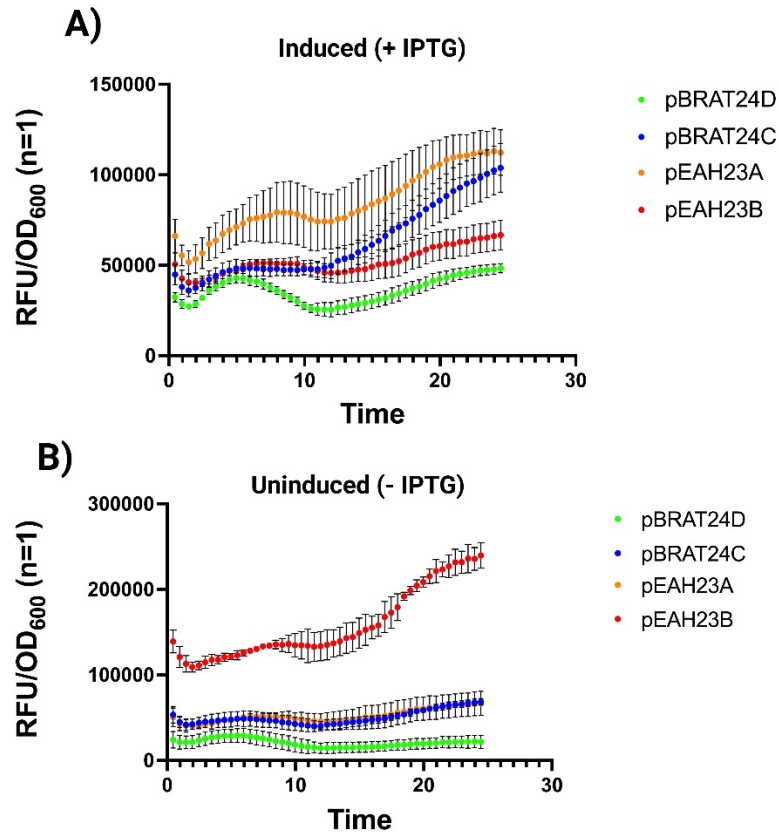 A)
Induced (+ IPTG)
RFU/OD600 (n=1)
150000
100000
50000
0
0 10 20 30
Time
pBRAT24D
pBRAT24C
pEAH23A
pEAH23B
B)
Uninduced (- IPTG)
RFU/OD600 (n=1)
300000
200000
100000
0
0 10 20 30
Time
pBRAT24D
pBRAT24C
pEAH23A
pEAH23B